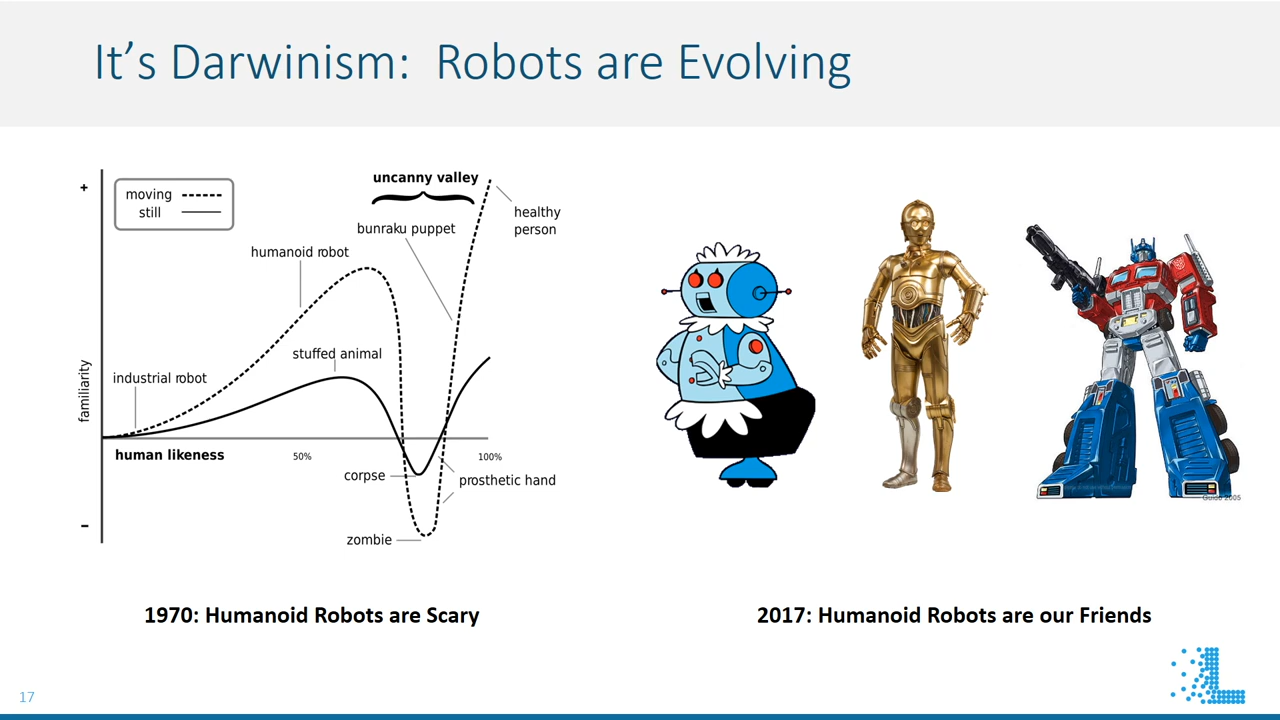 It's Darwinism:  Robots are Evolving
+
moving
still
uncanny valley
healthy
person
bunraku puppet
humanoid robot
stuffed animal
industrial robot
familiarity
human likeness
50%
100%
corpse
prosthetic hand
-
zombie
Guido 2005
1970: Humanoid Robots are Scary
2017: Humanoid Robots are our Friends
L
17